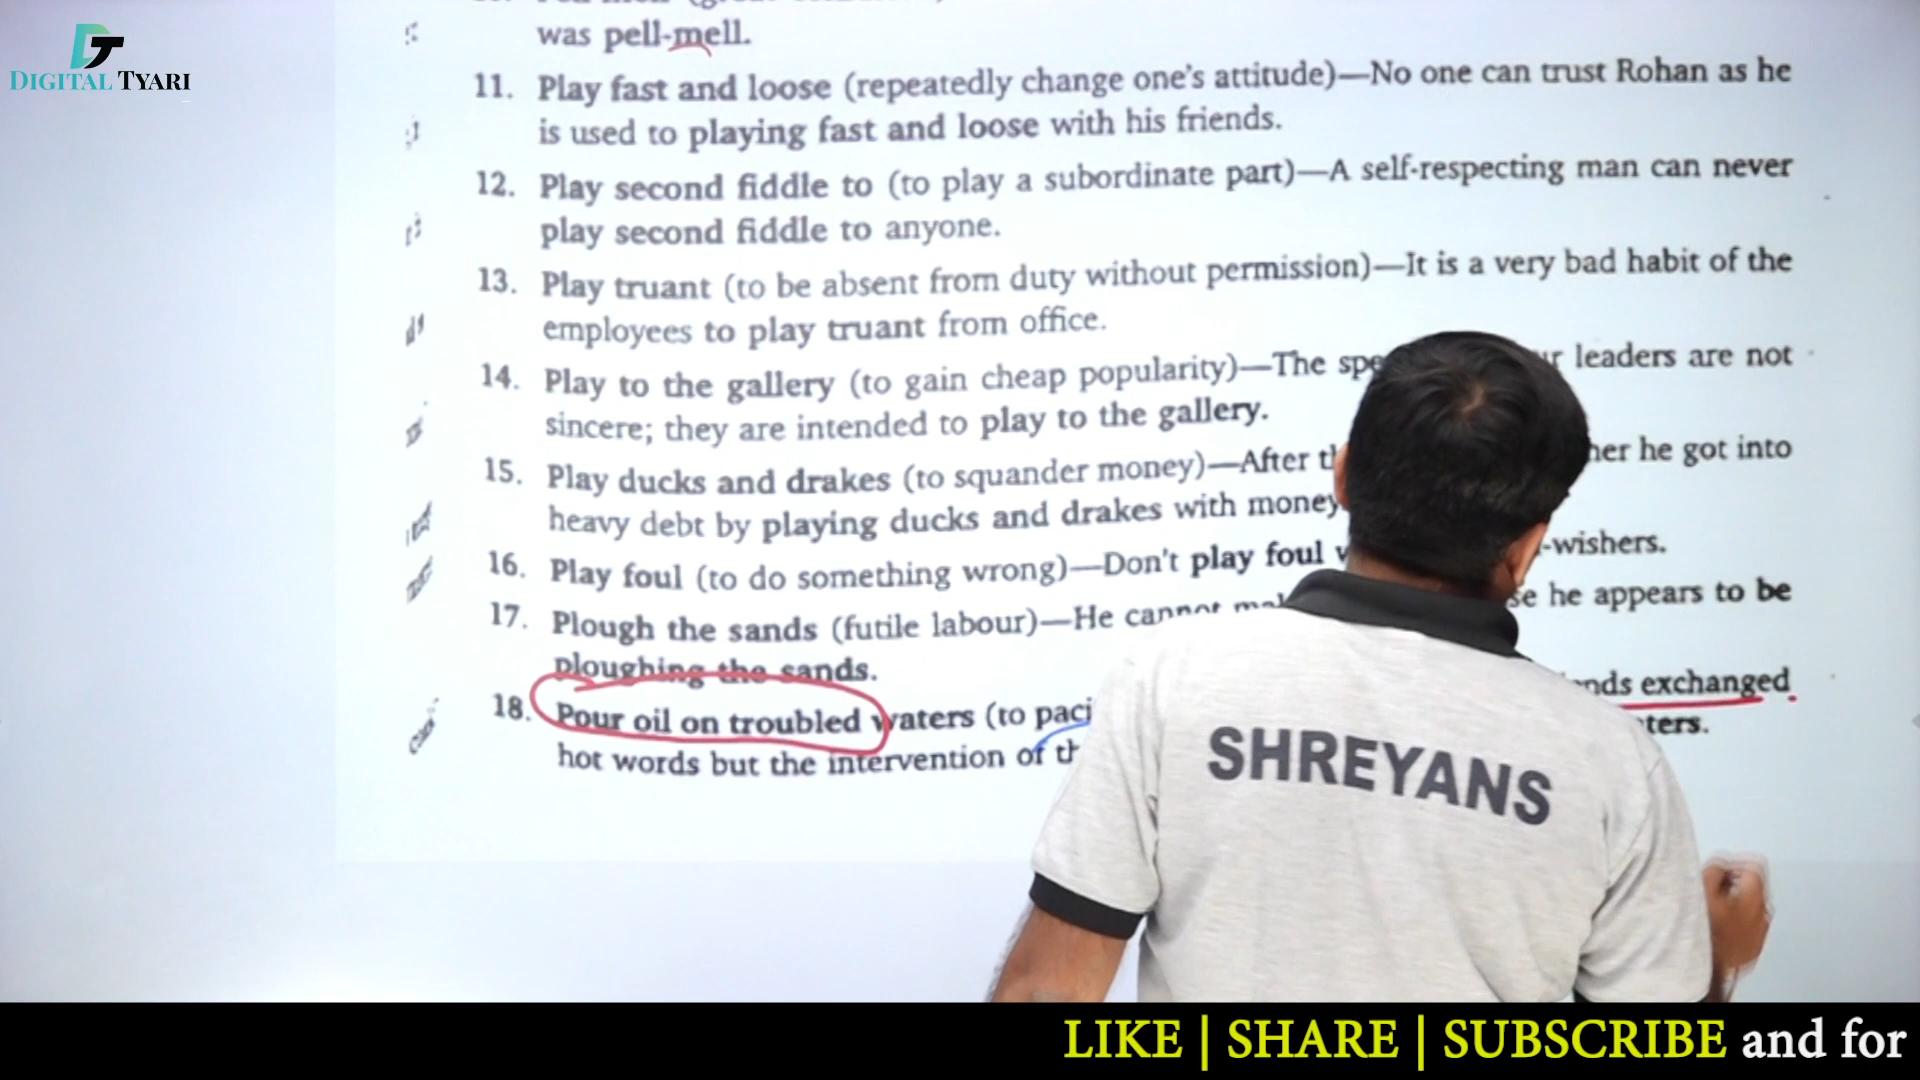 DT
DIGITAL TYARI
was pell-mell.
11. Play fast and loose (repeatedly change one's attitude)—No one can trust Rohan as he
is used to playing fast and loose with his friends.
12. Play second fiddle to (to play a subordinate part)—A self-respecting man can never
play second fiddle to anyone.
13. Play truant (to be absent from duty without permission)—It is a very bad habit of the
employees to play truant from office.
14. Play to the gallery (to gain cheap popularity)—The leaders are not
sincere; they are intended to play to the gallery.
15. Play ducks and drakes (to squander money)—After he got into
heavy debt by playing ducks and drakes with money
16. Play foul (to do something wrong)—Don't play foul -wishers.
17. Plough the sands (futile labour)—He cannot he appears to be
ploughing the sands.
18. Pour oil on troubled waters (to exchanged
hot words but the intervention of
SHREYANS
LIKE | SHARE | SUBSCRIBE and for